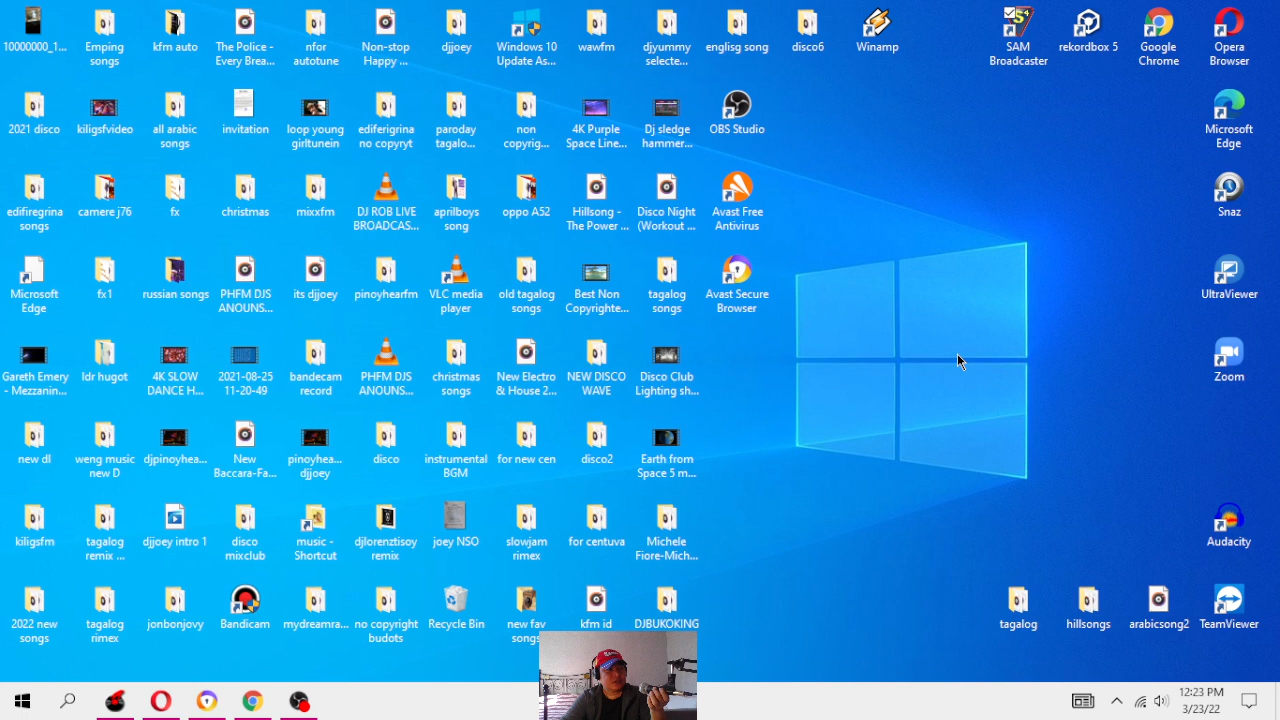 10000000_1...
Emping
songs
kfm auto
The Police -
Every Brea...
nfor
autotune
Non-stop
Happy ...
djjoey
Windows 10
Update As...
wawfm
djyummy
selecte...
englisg song
disco6
Winamp
SAM
Broadcaster
rekordbox 5
Google
Chrome
Opera
Browser
2021 disco
kiligsfvideo
all arabic
songs
invitation
loop young
girltunein
ediferigrina
no copyryt
paroday
tagalo...
non
copyrig...
4K Purple
Space Line...
Dj sledge
hammer...
OBS Studio
Microsoft
Edge
edifiregrina
songs
camere j76
fx
christmas
mixxfm
DJ ROB LIVE
BROADCAS...
aprilboys
song
oppo A52
Hillsong -
The Power ...
Disco Night
(Workout ...
Avast Free
Antivirus
Snaz
Microsoft
Edge
fx1
russian songs
PHFM DJS
ANOUNS...
its djjoey
pinoyhearfm
VLC media
player
old tagalog
songs
Best Non
Copyrighte...
tagalog
songs
Avast Secure
Browser
UltraViewer
Gareth Emery
- Mezzanin...
ldr hugot
4K SLOW
DANCE H...
2021-08-25
11-20-49
bandecam
record
PHFM DJS
ANOUNS...
christmas
songs
New Electro
& House 2...
NEW DISCO
WAVE
Disco Club
Lighting sh...
Zoom
new dl
weng music
new D
djpinoyhea...
New
Baccara-Fa...
pinoyhea...
djjoey
disco
instrumental
BGM
for new cen
disco2
Earth from
Space 5 m...
kiligsfm
tagalog
remix ...
djjoey intro 1
disco
mixclub
music -
Shortcut
djlorenztisoy
remix
joey NSO
slowjam
rimex
for centuva
Michele
Fiore-Mich...
Audacity
2022 new
songs
tagalog
rimex
jonbonjovy
Bandicam
mydreamra...
no copyright
budots
Recycle Bin
new fav
songs
kfm id
DJBUKOKING
tagalog
hillsongs
arabicsong2
TeamViewer
12:23 PM
3/23/22